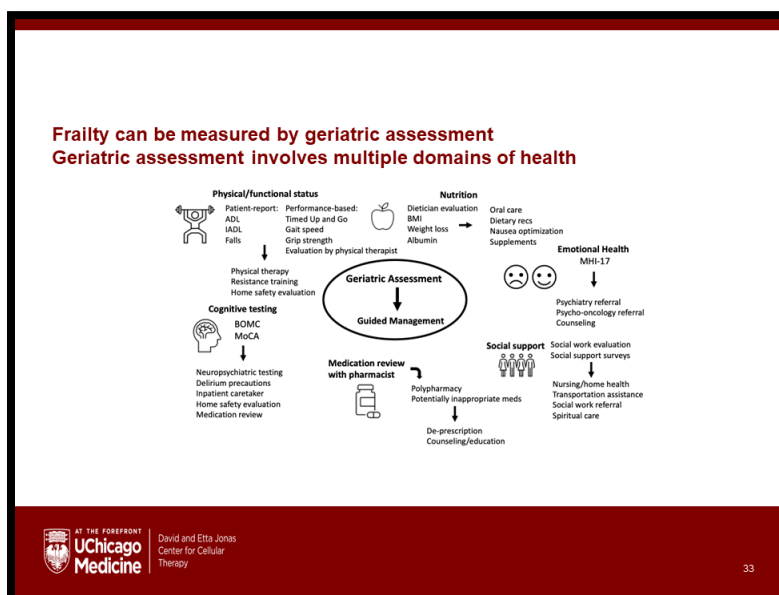 Frailty can be measured by geriatric assessment
Geriatric assessment involves multiple domains of health
Physical/functional status
Patient-report:
ADL
IADL
Falls
Performance-based:
Timed Up and Go
Gait speed
Grip strength
Evaluation by physical therapist
Physical therapy
Resistance training
Home safety evaluation
Nutrition
Dietician evaluation
BMI
Weight loss
Albumin
Oral care
Dietary recs
Nausea optimization
Supplements
Emotional Health
MHI-17
Psychiatry referral
Psycho-oncology referral
Counseling
Geriatric Assessment
Guided Management
Cognitive testing
BOMC
MoCA
Neuropsychiatric testing
Delirium precautions
Inpatient caretaker
Home safety evaluation
Medication review
Medication review
with pharmacist
Polypharmacy
Potentially inappropriate meds
De-prescription
Counseling/education
Social support
Social work evaluation
Social support surveys
Nursing/home health
Transportation assistance
Social work referral
Spiritual care
AT THE FOREFRONT
UChicago
Medicine
David and Etta Jonas
Center for Cellular
Therapy
33